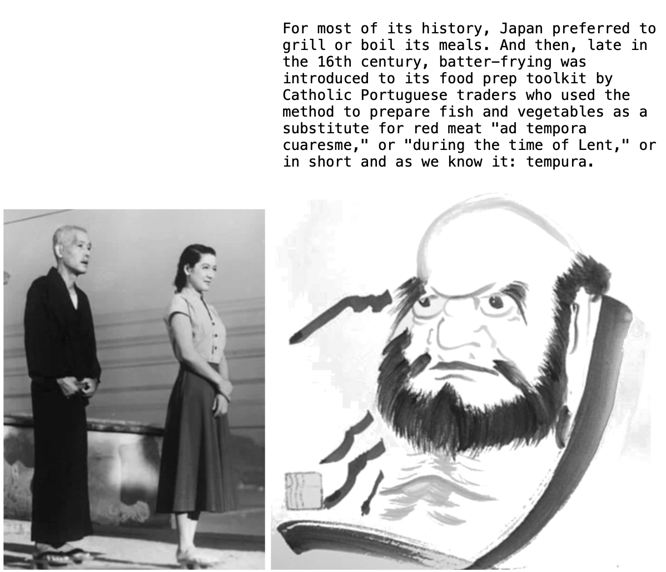 For most of its history, Japan preferred to
grill or boil its meals. And then, late in
the 16th century, batter-frying was
introduced to its food prep toolkit by
Catholic Portuguese traders who used the
method to prepare fish and vegetables as a
substitute for red meat "ad tempora
cuaresme," or "during the time of Lent," or
in short and as we know it: tempura.